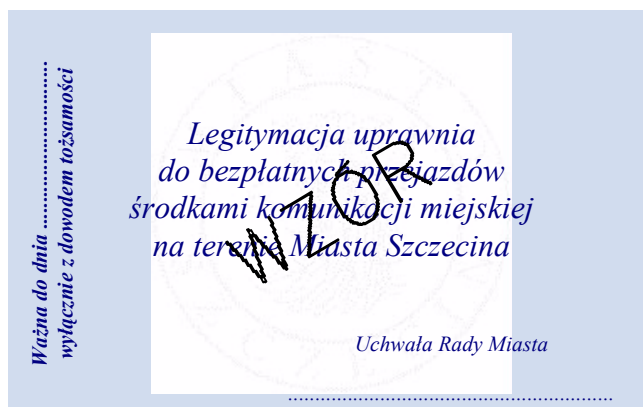 Ważna do dnia ................................
wyłącznie z dowodem tożsamości
Legitymacja uprawnia
do bezpłatnych przejazdów
środkami komunikacji miejskiej
na terenie Miasta Szczecina
WZÓR
Uchwała Rady Miasta
............................................................